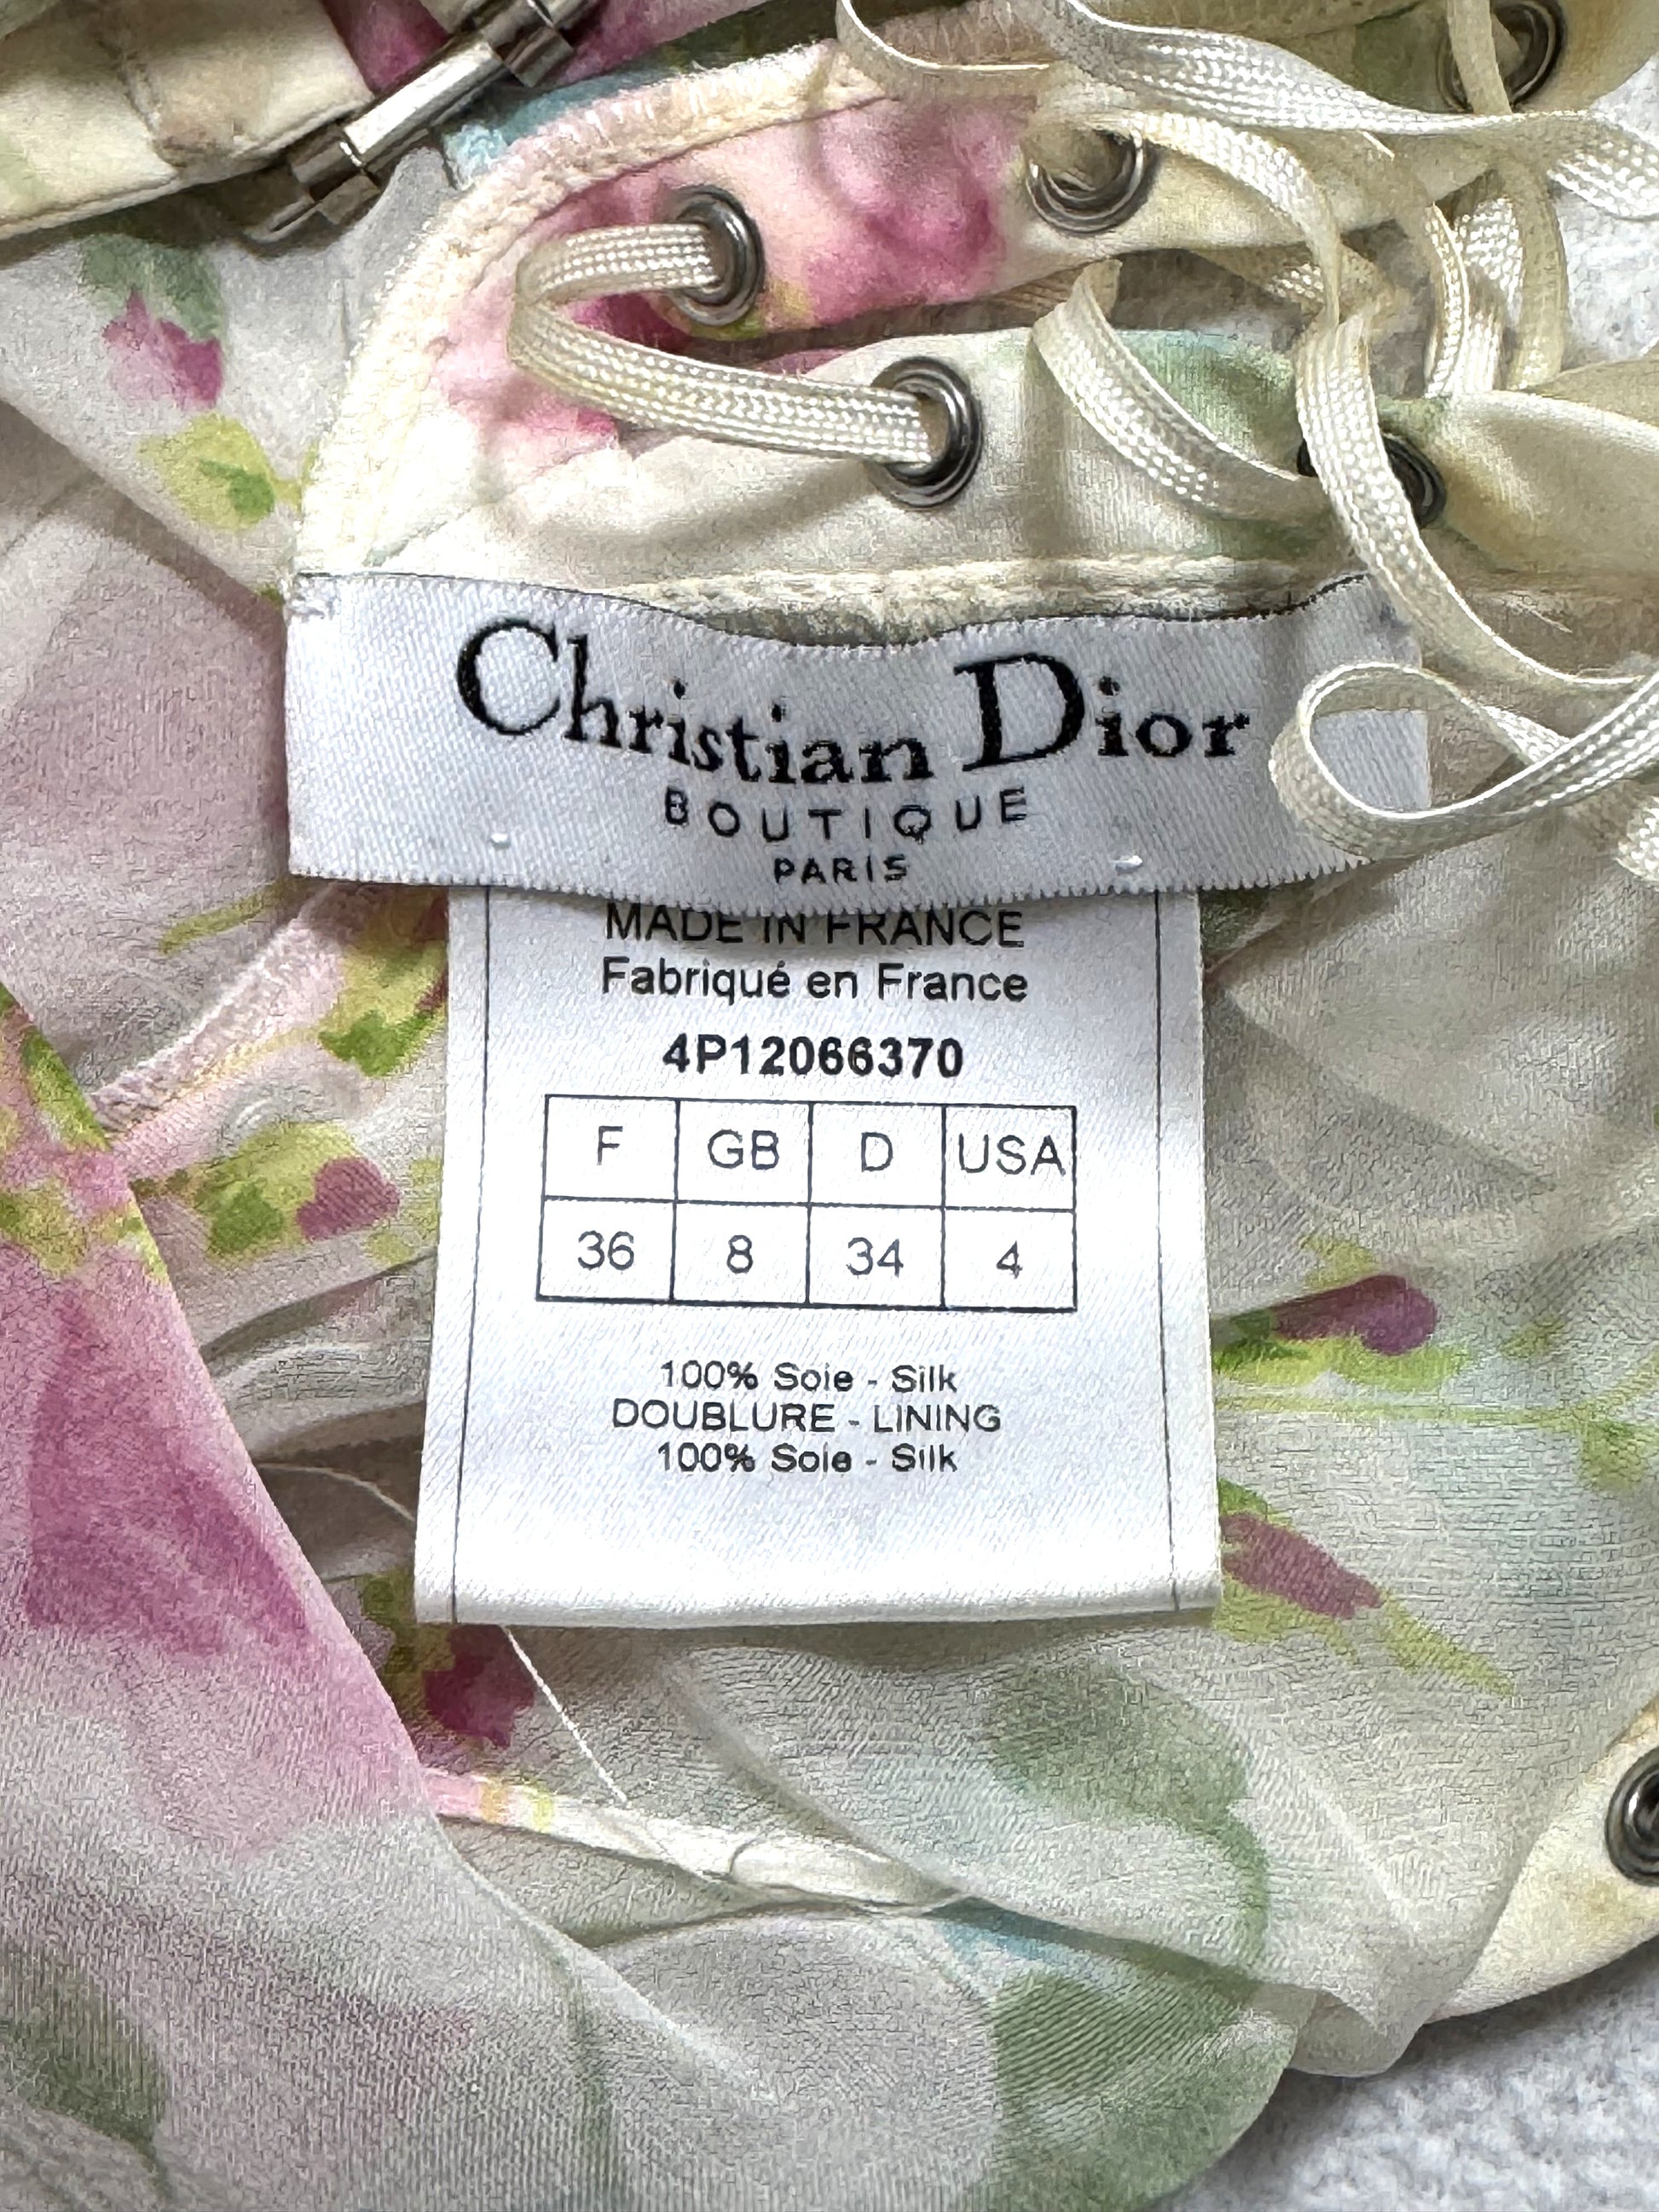 Christian Dior
BOUTIQUE
PARIS
MADE IN FRANCE
Fabriqué en France
4P12066370
F GB D USA
36 8 34 4
100% Soie - Silk
DOUBLURE - LINING
100% Soie - Silk